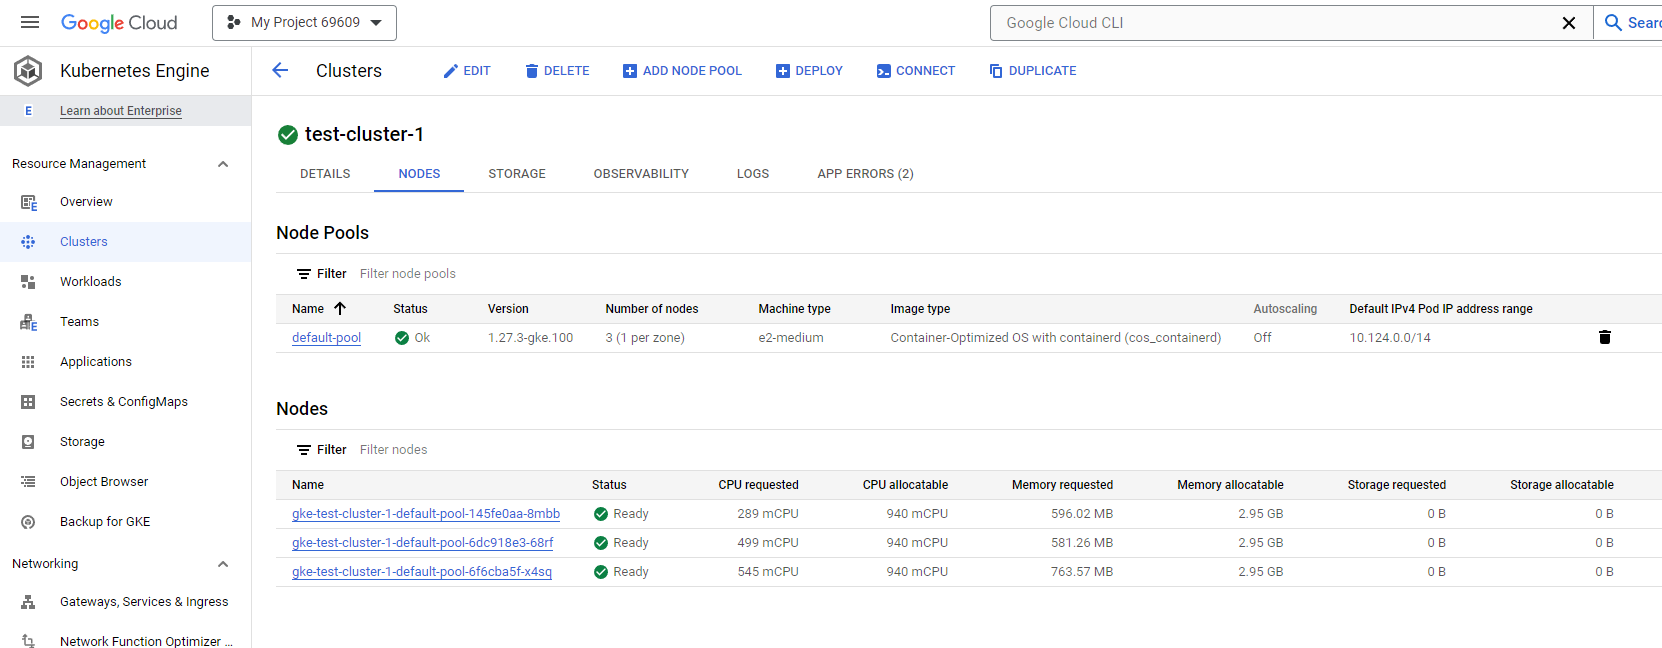 Google Cloud
My Project 69609
Google Cloud CLI
Kubernetes Engine
Clusters
EDIT
DELETE
ADD NODE POOL
DEPLOY
CONNECT
DUPLICATE
E
Learn about Enterprise
test-cluster-1
DETAILS NODES STORAGE OBSERVABILITY LOGS APP ERRORS (2)
Resource Management
Overview
Clusters
Workloads
Teams
Applications
Secrets & ConfigMaps
Storage
Object Browser
Backup for GKE
Networking
Gateways, Services & Ingress
Network Function Optimizer ...
Node Pools
Filter Filter node pools
Name Status Version Number of nodes Machine type Image type Autoscaling Default IPv4 Pod IP address range
default-pool Ok 1.27.3-gke.100 3 (1 per zone) e2-medium Container-Optimized OS with containerd (cos_containerd) Off 10.124.0.0/14
Nodes
Filter Filter nodes
Name Status CPU requested CPU allocatable Memory requested Memory allocatable Storage requested Storage allocatable
gke-test-cluster-1-default-pool-145fe0aa-8mbb Ready 289 mCPU 940 mCPU 596.02 MB 2.95 GB 0 B 0 B
gke-test-cluster-1-default-pool-6dc918e3-68rf Ready 499 mCPU 940 mCPU 581.26 MB 2.95 GB 0 B 0 B
gke-test-cluster-1-default-pool-6f6cba5f-x4sq Ready 545 mCPU 940 mCPU 763.57 MB 2.95 GB 0 B 0 B